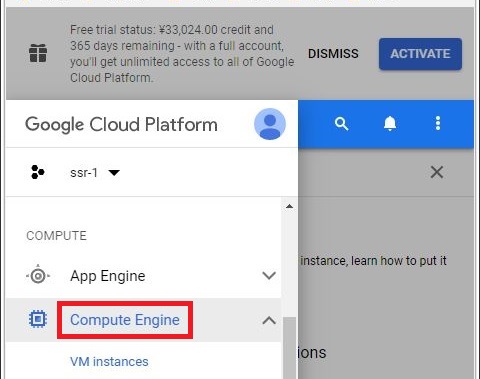 Free trial status: ¥33,024.00 credit and
365 days remaining - with a full account,
you'll get unlimited access to all of Google
Cloud Platform.
DISMISS
ACTIVATE
Google Cloud Platform
ssr-1
COMPUTE
instance, learn how to put it
App Engine
Compute Engine
ions
VM instances